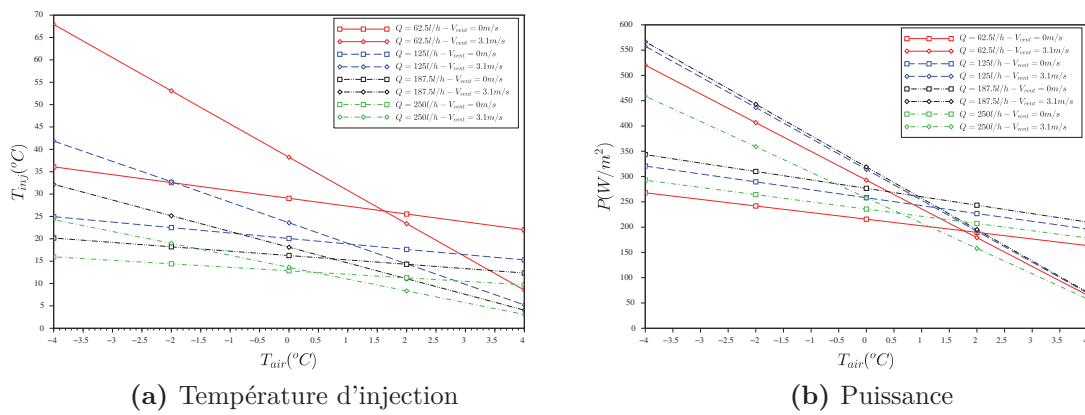 70
65
60
55
50
45
40
35
30
25
20
15
10
5
0
T_inj(°C)
Q = 62.5l/h − V_vent = 0m/s
Q = 62.5l/h − V_vent = 3.1m/s
Q = 125l/h − V_vent = 0m/s
Q = 125l/h − V_vent = 3.1m/s
Q = 187.5l/h − V_vent = 0m/s
Q = 187.5l/h − V_vent = 3.1m/s
Q = 250l/h − V_vent = 0m/s
Q = 250l/h − V_vent = 3.1m/s
−4 −3.5 −3 −2.5 −2 −1.5 −1 −0.5 0 0.5 1 1.5 2 2.5 3 3.5 4
T_air(°C)
(a) Température d'injection
600
550
500
450
400
350
300
250
200
150
100
50
0
P(W/m²)
Q = 62.5l/h − V_vent = 0m/s
Q = 62.5l/h − V_vent = 3.1m/s
Q = 125l/h − V_vent = 0m/s
Q = 125l/h − V_vent = 3.1m/s
Q = 187.5l/h − V_vent = 0m/s
Q = 187.5l/h − V_vent = 3.1m/s
Q = 250l/h − V_vent = 0m/s
Q = 250l/h − V_vent = 3.1m/s
−4 −3.5 −3 −2.5 −2 −1.5 −1 −0.5 0 0.5 1 1.5 2 2.5 3 3.5 4
T_air(°C)
(b) Puissance